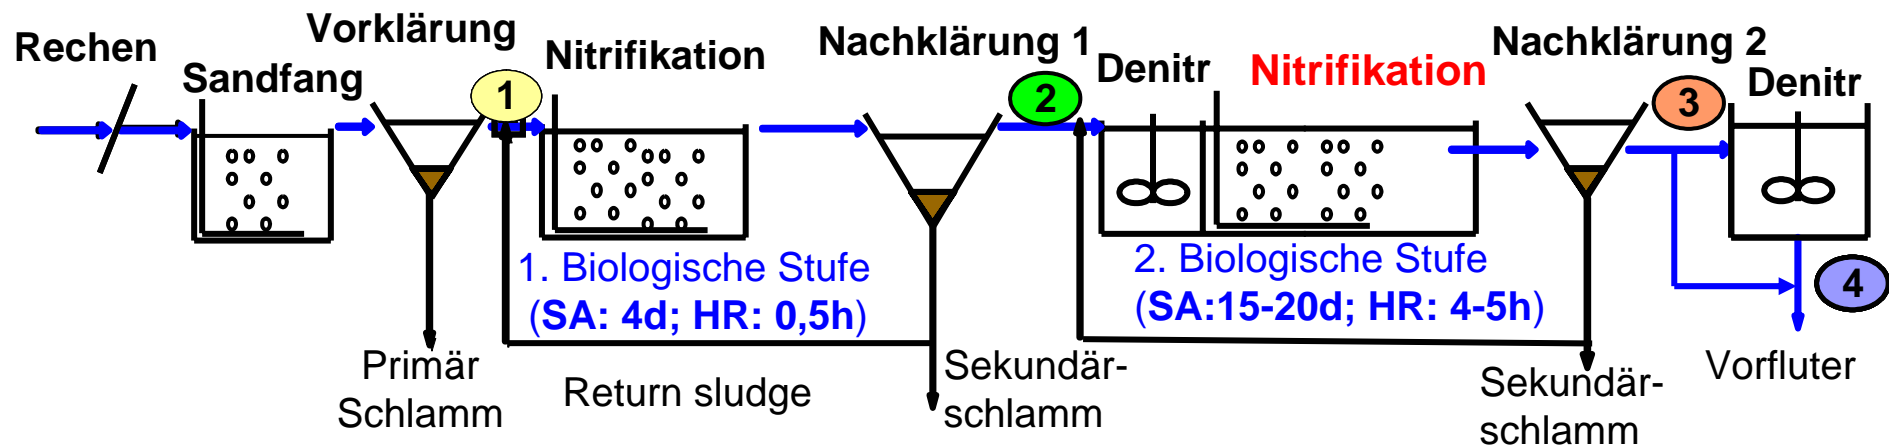 Rechen
Sandfang
Vorklärung
1
Nitrifikation
Nachklärung 1
2
Denitr
Nitrifikation
Nachklärung 2
3
Denitr
4
1. Biologische Stufe
(SA: 4d; HR: 0,5h)
2. Biologische Stufe
(SA:15-20d; HR: 4-5h)
Primär
Schlamm
Return sludge
Sekundär-
schlamm
Sekundär-
schlamm
Vorfluter